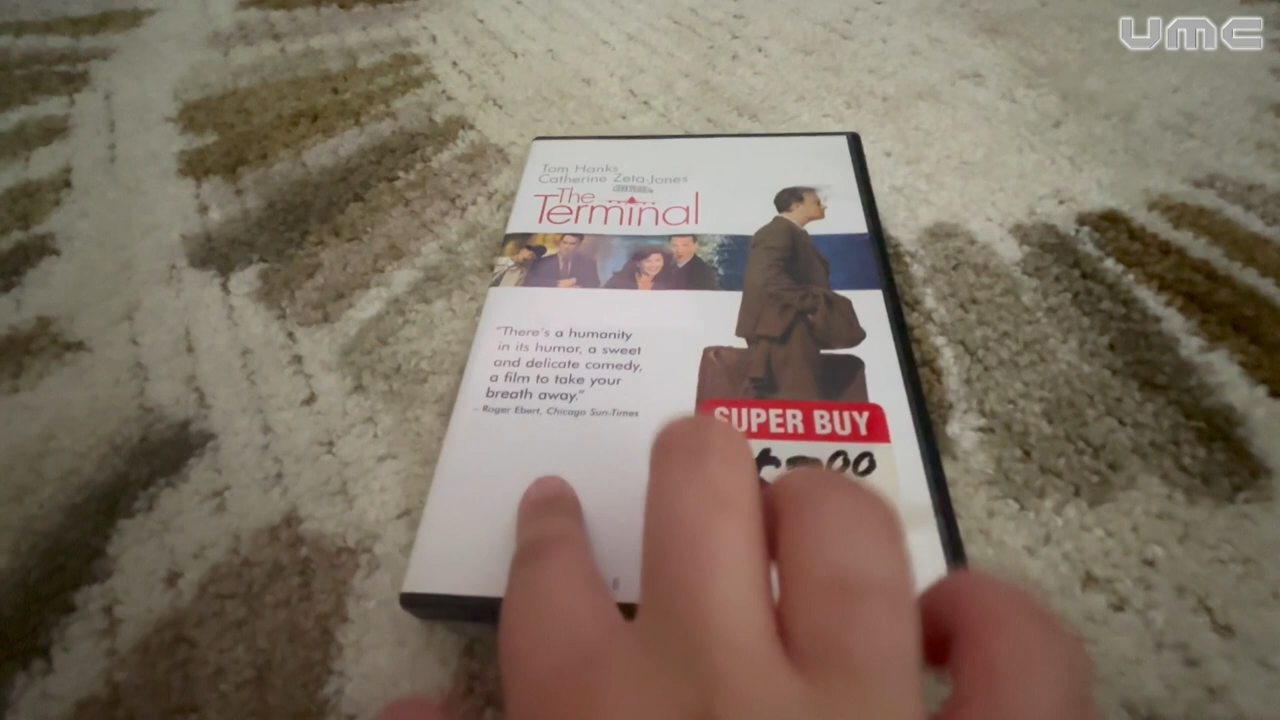 UMC
Tom Hanks
Catherine Zeta-Jones
The
Terminal
"There's a humanity
in its humor, a sweet
and delicate comedy,
a film to take your
breath away."
- Roger Ebert, Chicago Sun-Times
SUPER BUY